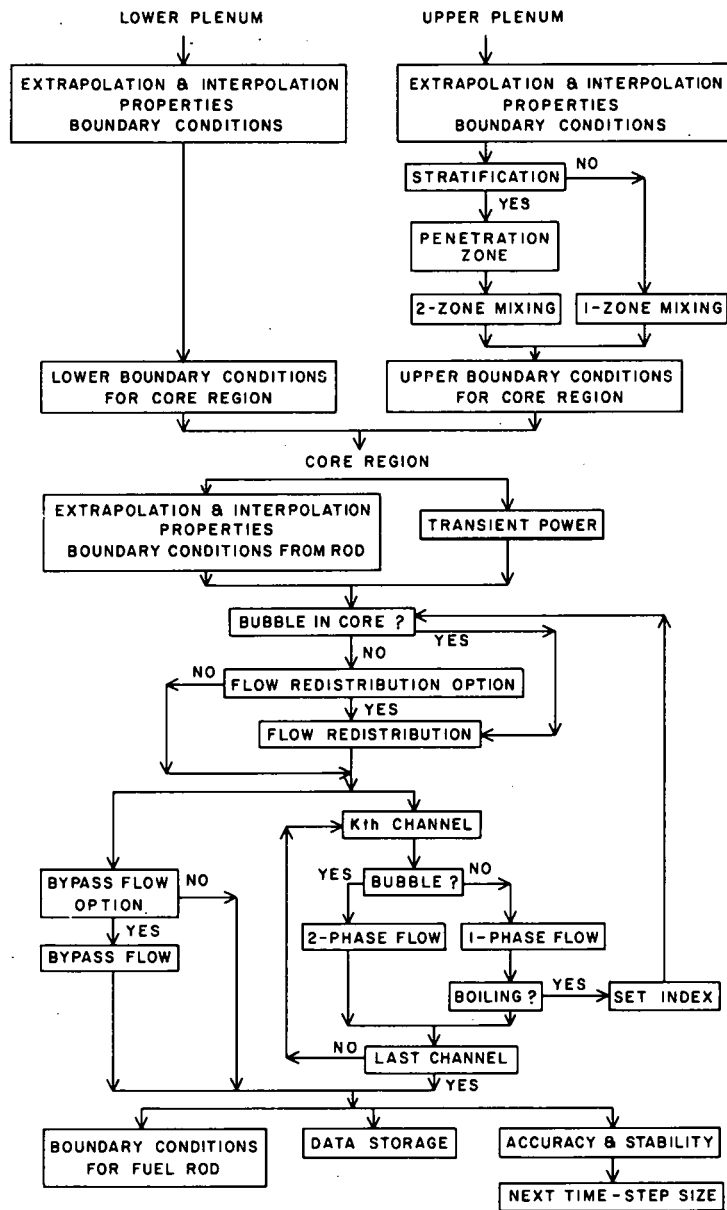 LOWER PLENUM
UPPER PLENUM
EXTRAPOLATION & INTERPOLATION
PROPERTIES
BOUNDARY CONDITIONS
EXTRAPOLATION & INTERPOLATION
PROPERTIES
BOUNDARY CONDITIONS
STRATIFICATION
NO
YES
PENETRATION
ZONE
2-ZONE MIXING
1-ZONE MIXING
LOWER BOUNDARY CONDITIONS
FOR CORE REGION
UPPER BOUNDARY CONDITIONS
FOR CORE REGION
CORE REGION
EXTRAPOLATION & INTERPOLATION
PROPERTIES
BOUNDARY CONDITIONS FROM ROD
TRANSIENT POWER
BUBBLE IN CORE ?
YES
NO
NO
FLOW REDISTRIBUTION OPTION
YES
FLOW REDISTRIBUTION
Kth CHANNEL
BYPASS FLOW
OPTION
NO
YES
BYPASS FLOW
YES
BUBBLE ?
NO
2-PHASE FLOW
1-PHASE FLOW
BOILING ?
YES
SET INDEX
NO
LAST CHANNEL
YES
BOUNDARY CONDITIONS
FOR FUEL ROD
DATA STORAGE
ACCURACY & STABILITY
NEXT TIME-STEP SIZE